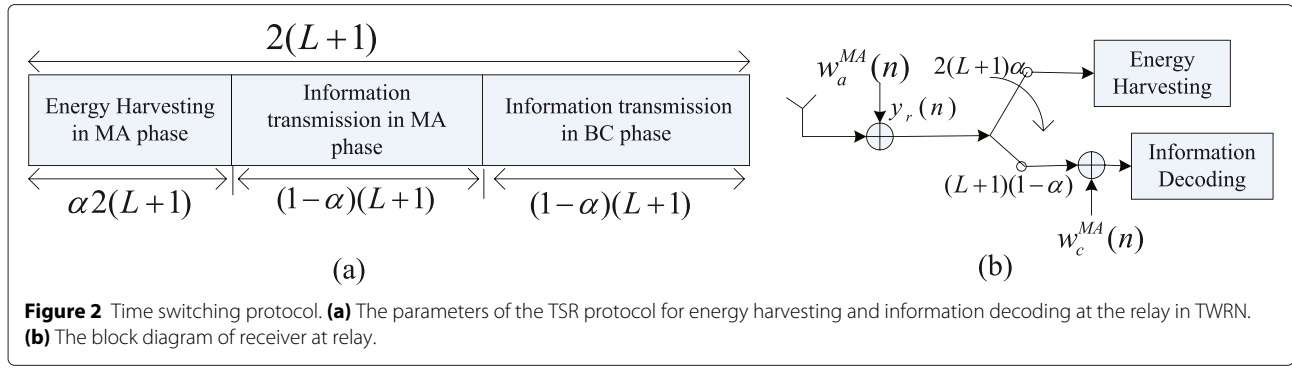 2(L+1)
Energy Harvesting
in MA phase
Information
transmission in MA
phase
Information transmission
in BC phase
α2(L+1)
(1−α)(L+1)
(1−α)(L+1)
(a)
w_a^{MA}(n)
y_r(n)
2(L+1)α
Energy
Harvesting
(L+1)(1−α)
Information
Decoding
w_c^{MA}(n)
(b)
Figure 2 Time switching protocol. (a) The parameters of the TSR protocol for energy harvesting and information decoding at the relay in TWRN.
(b) The block diagram of receiver at relay.